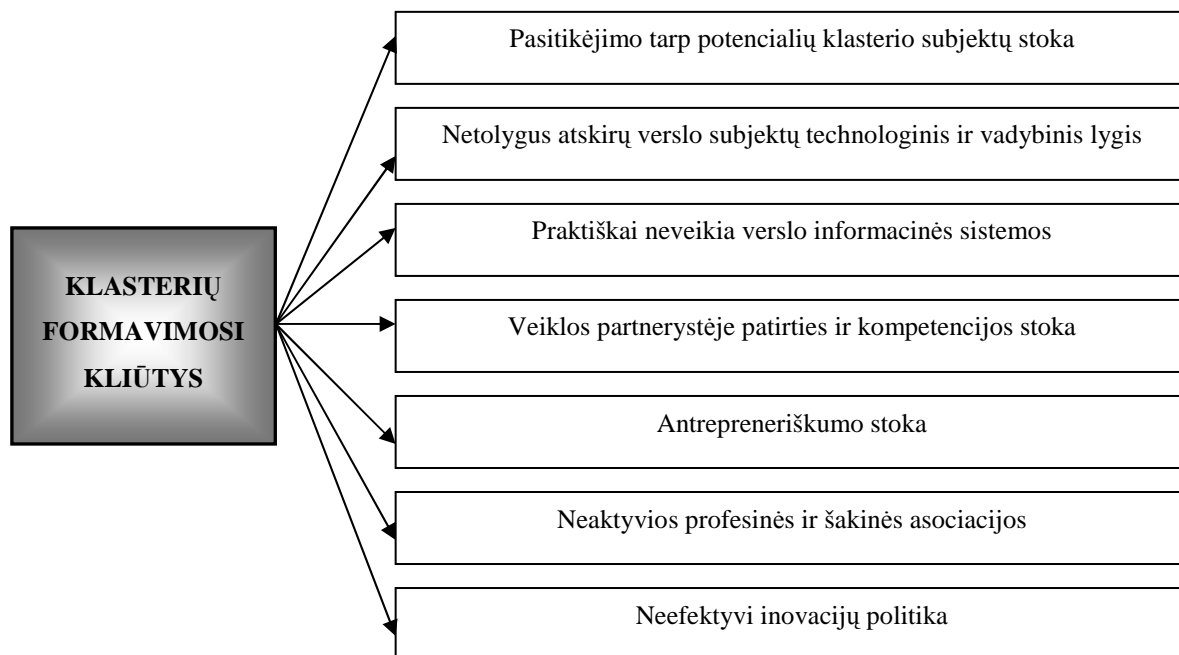 Pasitikėjimo tarp potencialių klasterio subjektų stoka
Netolygus atskirų verslo subjektų technologinis ir vadybinis lygis
Praktiškai neveikia verslo informacinės sistemos
KLASTERIŲ
FORMAVIMOSI
KLIŪTYS
Veiklos partnerystėje patirties ir kompetencijos stoka
Antrepreneriškumo stoka
Neaktyvios profesinės ir šakinės asociacijos
Neefektyvi inovacijų politika